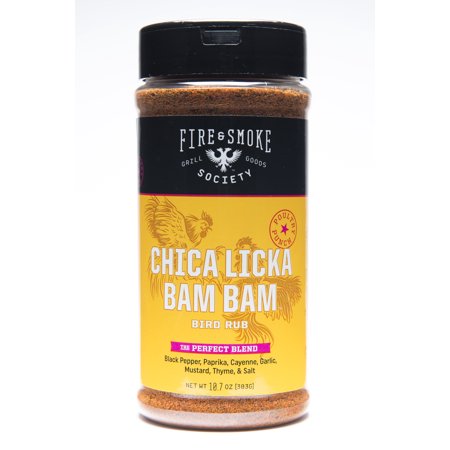 FIRE & SMOKE
GRILL GOODS
SOCIETY
POULTRY PUNCH
CHICA LICKA
BAM BAM
BIRD RUB
THE PERFECT BLEND
Black Pepper, Paprika, Cayenne, Garlic,
Mustard, Thyme, & Salt
NET WT 10.7 OZ (303G)